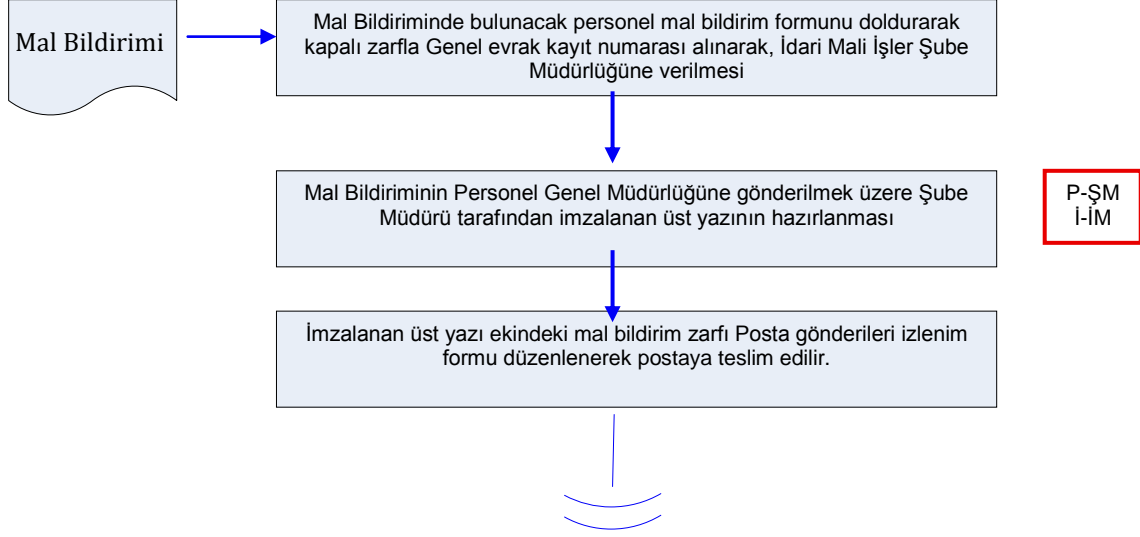 Mal Bildirimi
Mal Bildiriminde bulunacak personel mal bildirim formunu doldurarak
kapalı zarfla Genel evrak kayıt numarası alınarak, İdari Mali İşler Şube
Müdürlüğüne verilmesi
Mal Bildiriminin Personel Genel Müdürlüğüne gönderilmek üzere Şube
Müdürü tarafından imzalanan üst yazının hazırlanması
P-ŞM
İ-İM
İmzalanan üst yazı ekindeki mal bildirim zarfı Posta gönderileri izlenim
formu düzenlenerek postaya teslim edilir.